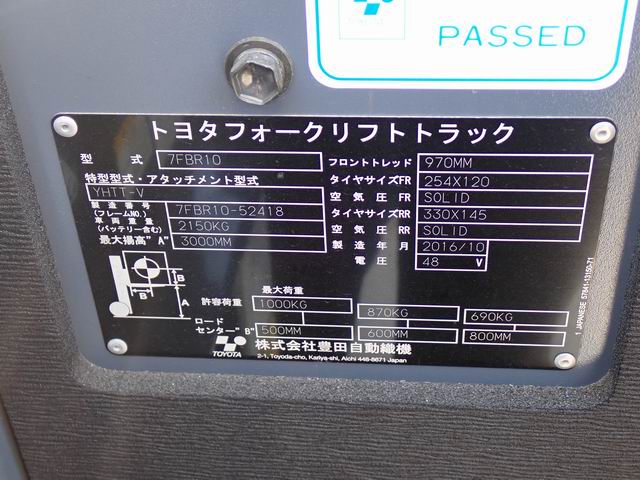 PASSED
トヨタフォークリフトトラック
型 式 7FBR10
特型型式・アタッチメント型式
YHTT-V
製造番号 (フレームNO.) 7FBR10-52418
車両重量 (バッテリー含む) 2150KG
最大揚高"A" 3000MM
フロントトレッド 970MM
タイヤサイズFR 254X120
空気圧FR SOLID
タイヤサイズRR 330X145
空気圧RR SOLID
製造年月 2016/10
電圧 48 V
B
B
A
最大荷重
許容荷重 1000KG 870KG 690KG
ロードセンター"B" 500MM 600MM 800MM
TOYOTA 株式会社豊田自動織機
2-1, Toyoda-cho, Kariya-shi, Aichi 448-8671 Japan
1 JAPANESE 57841-13150-71